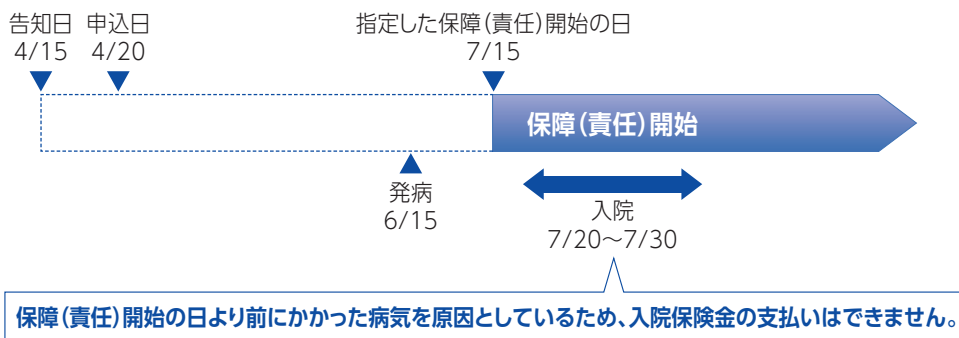 告知日 申込日 指定した保障(責任)開始の日
4/15 4/20 7/15
保障(責任)開始
発病
6/15
入院
7/20～7/30
保障(責任)開始の日より前にかかった病気を原因としているため、入院保険金の支払いはできません。